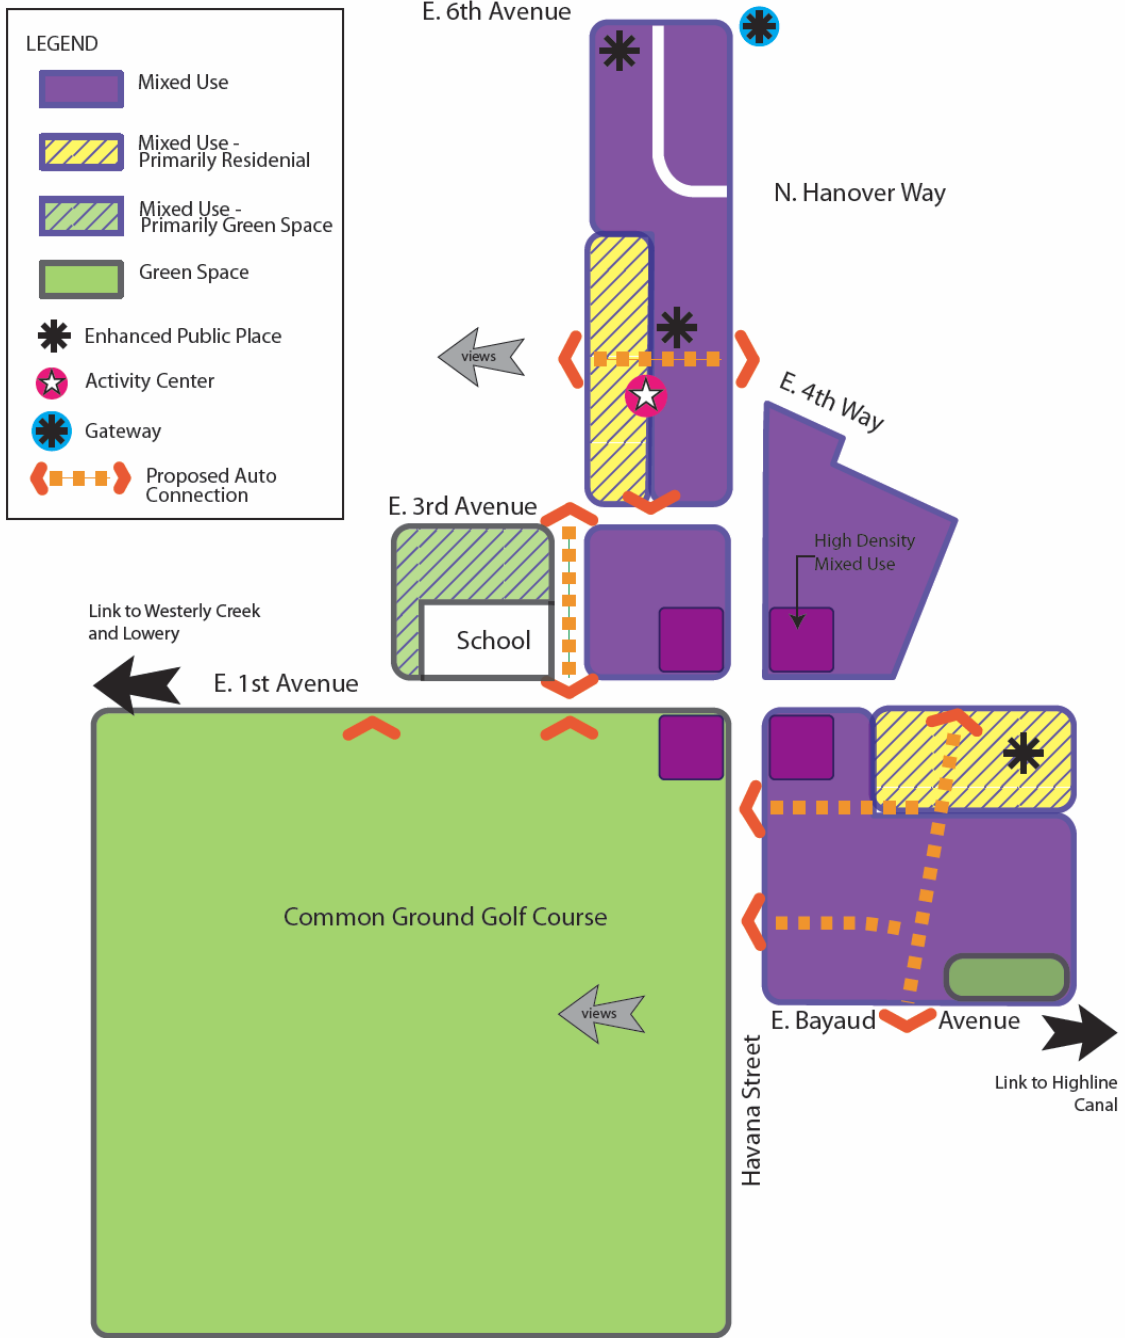 E. 6th Avenue
LEGEND
Mixed Use
Mixed Use -
Primarily Residenial
Mixed Use -
Primarily Green Space
Green Space
Enhanced Public Place
Activity Center
Gateway
Proposed Auto
Connection
N. Hanover Way
views
E. 4th Way
E. 3rd Avenue
High Density
Mixed Use
Link to Westerly Creek
and Lowery
School
E. 1st Avenue
Common Ground Golf Course
views
E. Bayaud Avenue
Havana Street
Link to Highline
Canal